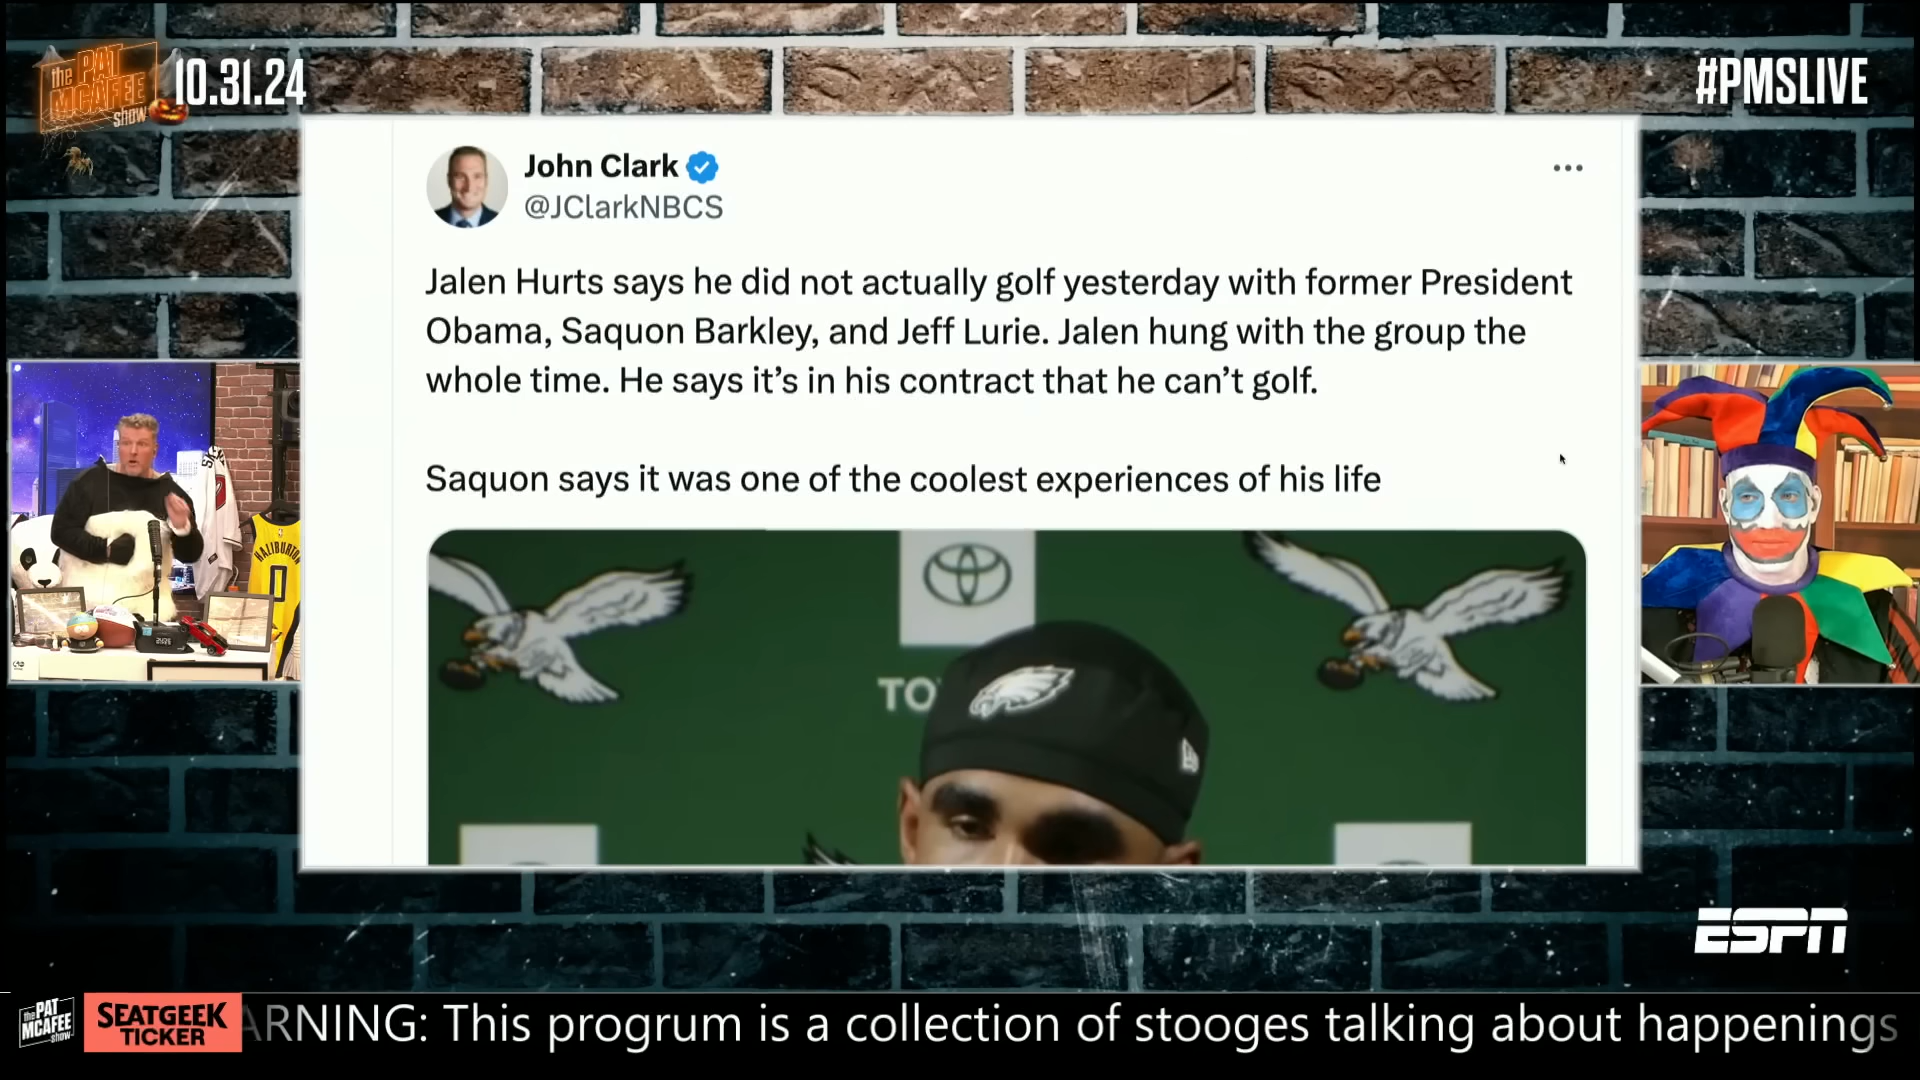 the PAT MCAFEE show
10.31.24
#PMSLIVE
John Clark
@JClarkNBCS
Jalen Hurts says he did not actually golf yesterday with former President
Obama, Saquon Barkley, and Jeff Lurie. Jalen hung with the group the
whole time. He says it’s in his contract that he can’t golf.
Saquon says it was one of the coolest experiences of his life
TO
HALIBURTON
0
ESPN
the PAT MCAFEE show
SEATGEEK
TICKER
ARNING: This progrum is a collection of stooges talking about happenings